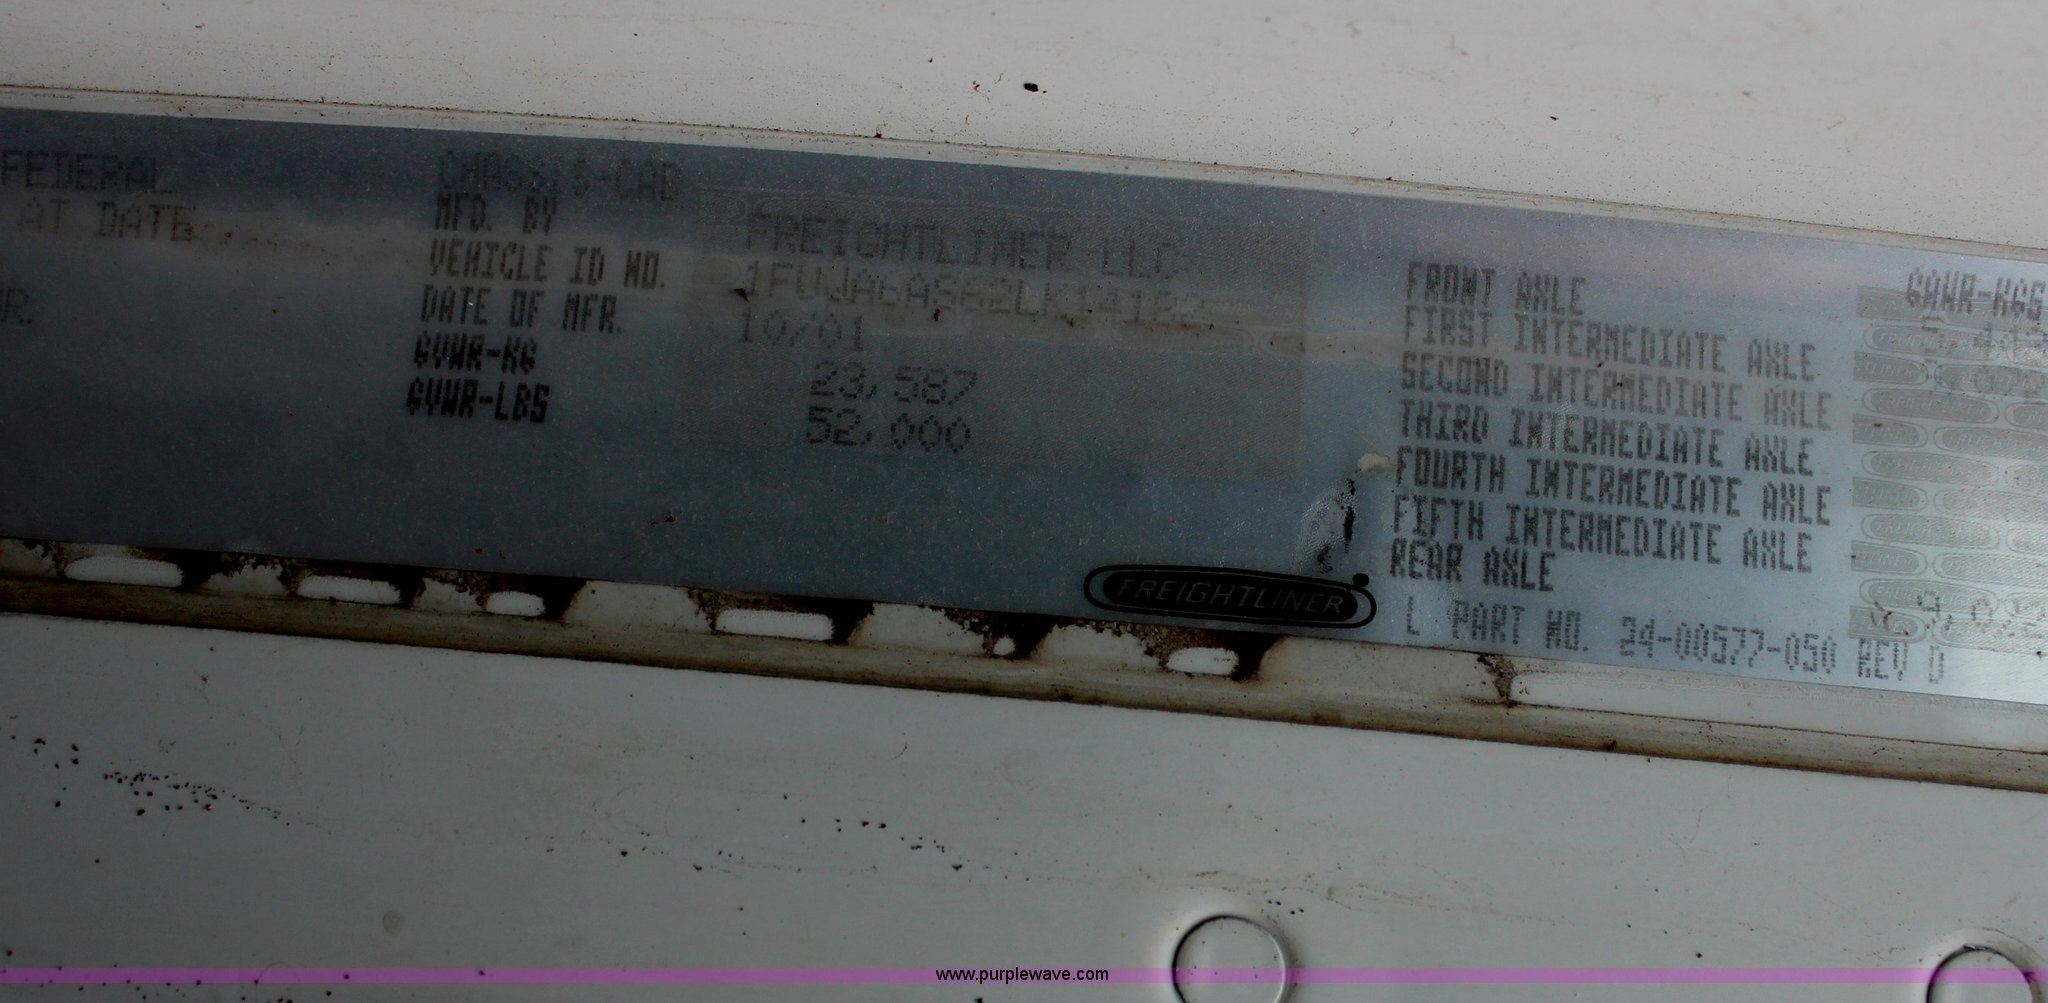 FEDERAL
AT DATE
R.
CHASSIS-CAB
MFD. BY FREIGHTLINER LLC
VEHICLE ID NO.
DATE OF MFR. 10/01
GVWR-KG 23,587
GVWR-LBS 52,000
GAWR-KGS
FRONT AXLE
FIRST INTERMEDIATE AXLE
SECOND INTERMEDIATE AXLE
THIRD INTERMEDIATE AXLE
FOURTH INTERMEDIATE AXLE
FIFTH INTERMEDIATE AXLE
REAR AXLE
FREIGHTLINER
PART NO. 24-00577-050 REV D
www.purplewave.com